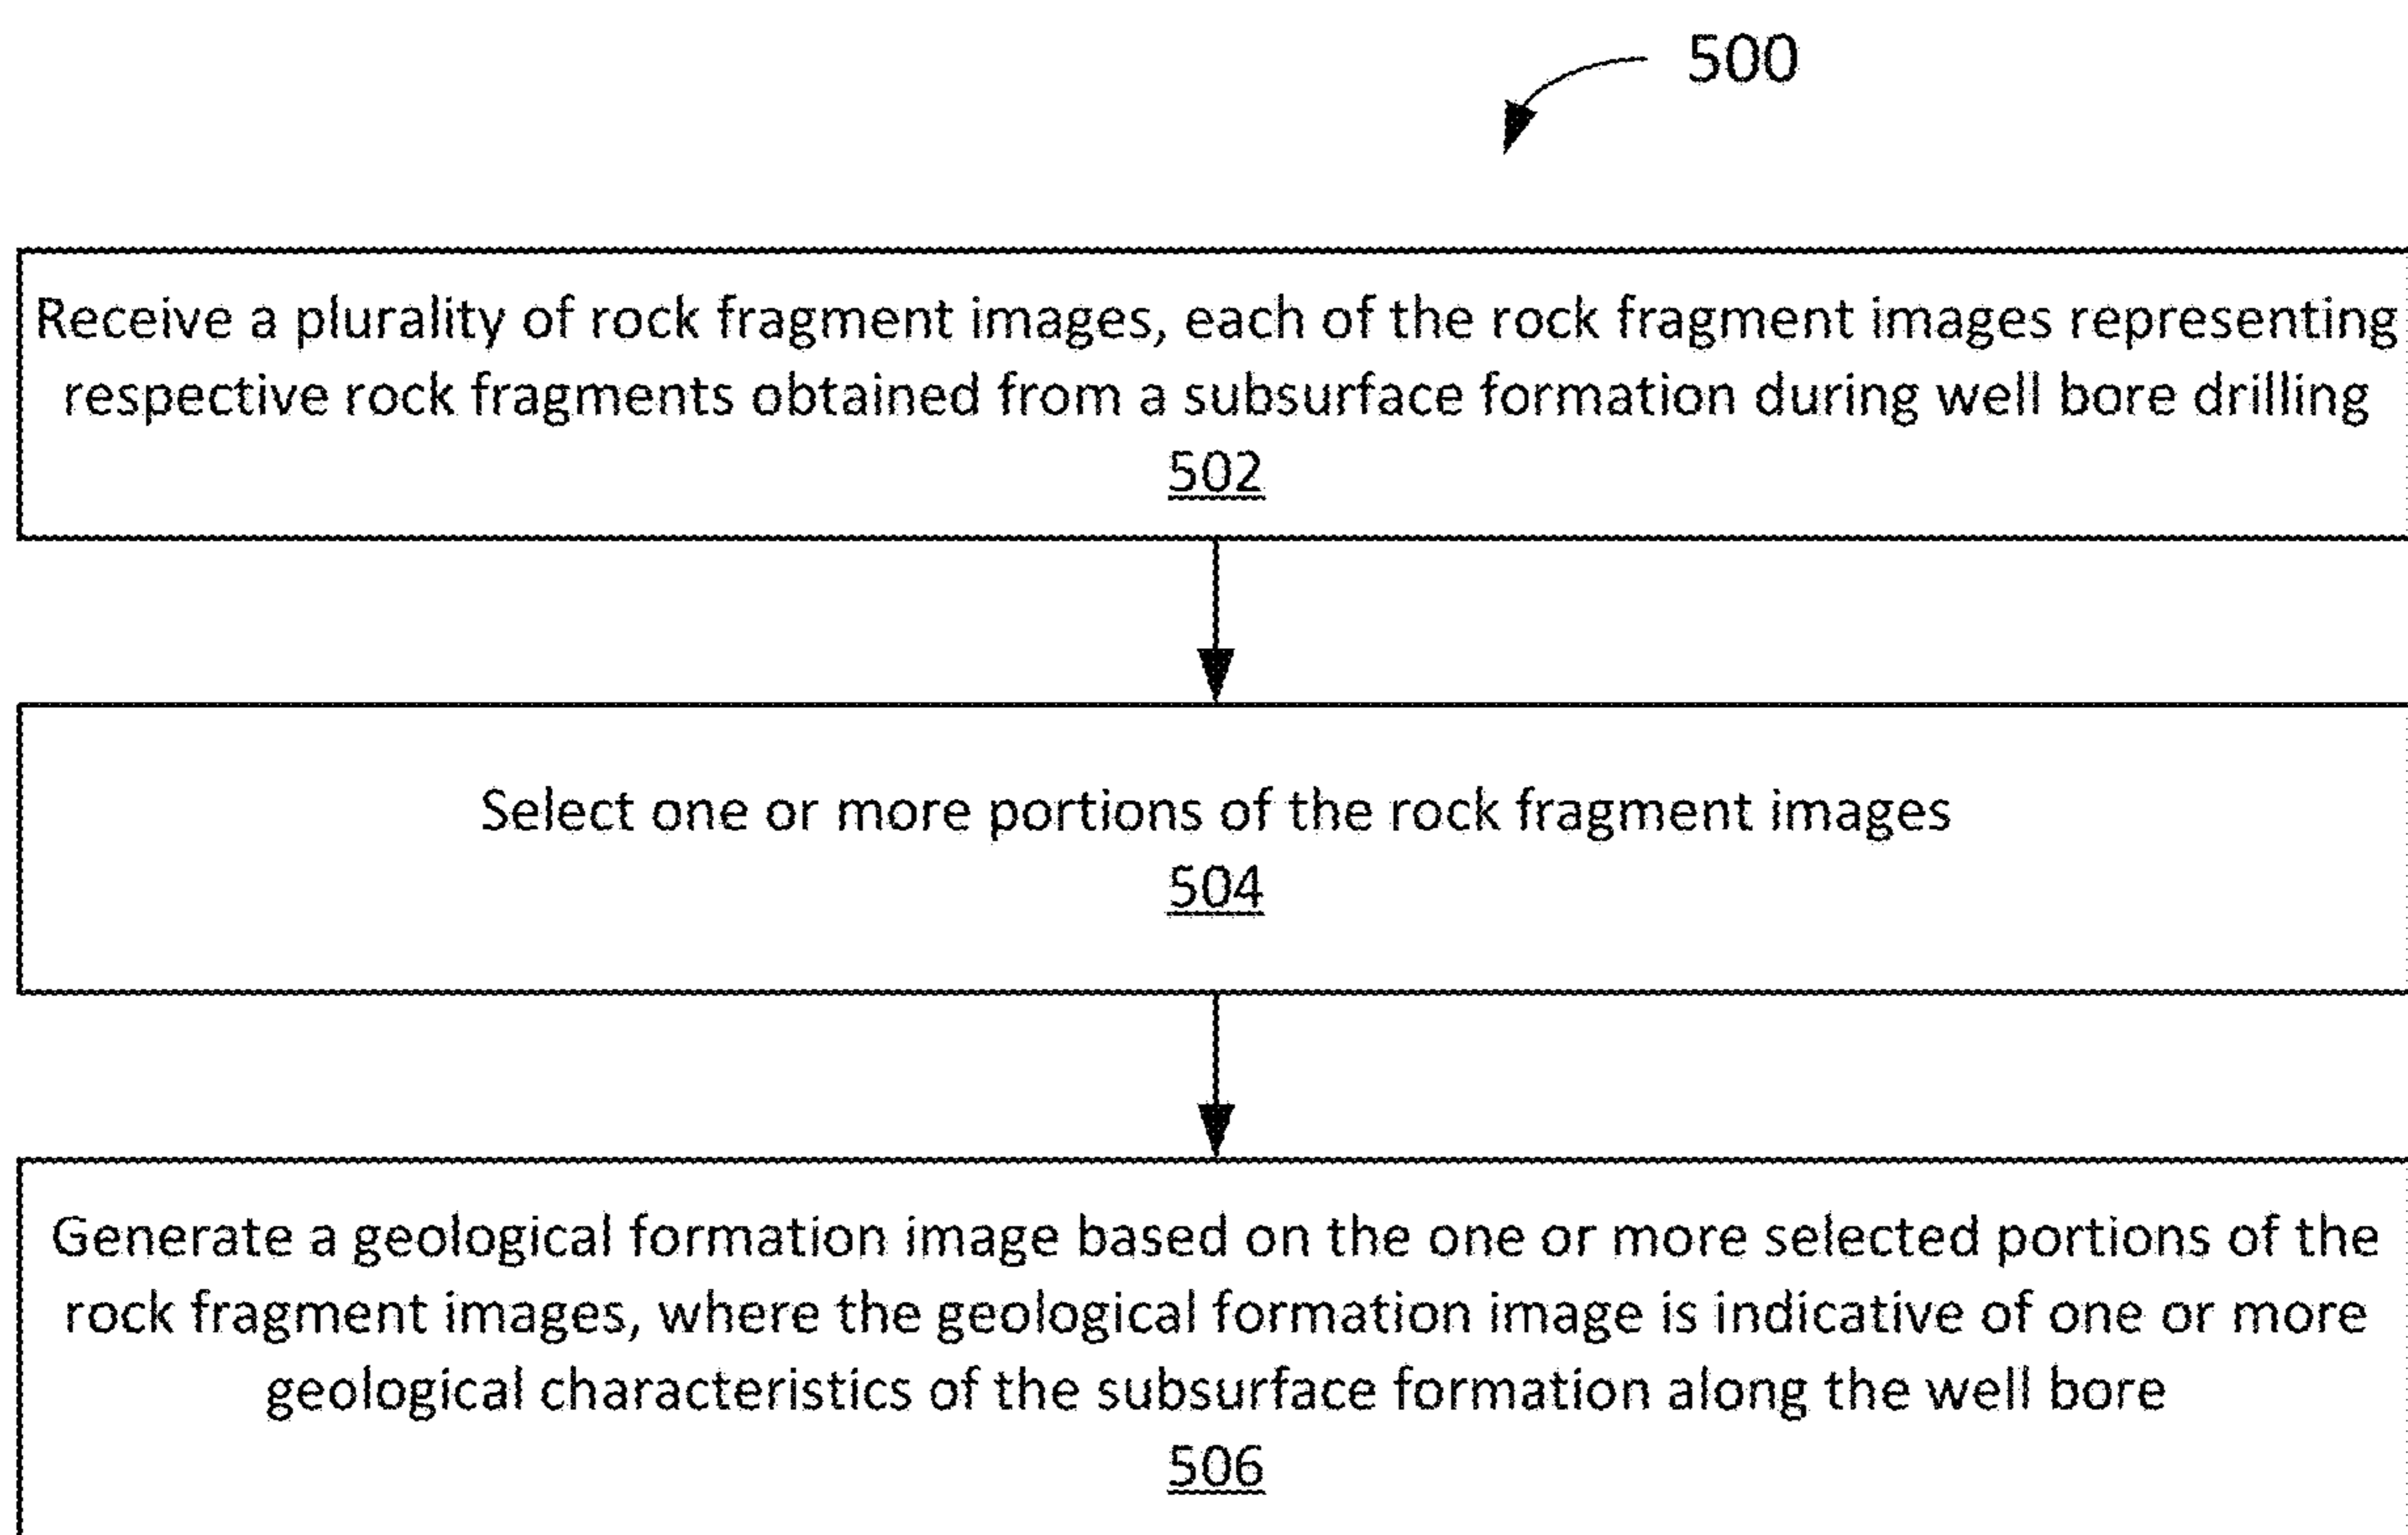 500
Receive a plurality of rock fragment images, each of the rock fragment images representing
respective rock fragments obtained from a subsurface formation during well bore drilling
502
Select one or more portions of the rock fragment images
504
Generate a geological formation image based on the one or more selected portions of the
rock fragment images, where the geological formation image is indicative of one or more
geological characteristics of the subsurface formation along the well bore
506